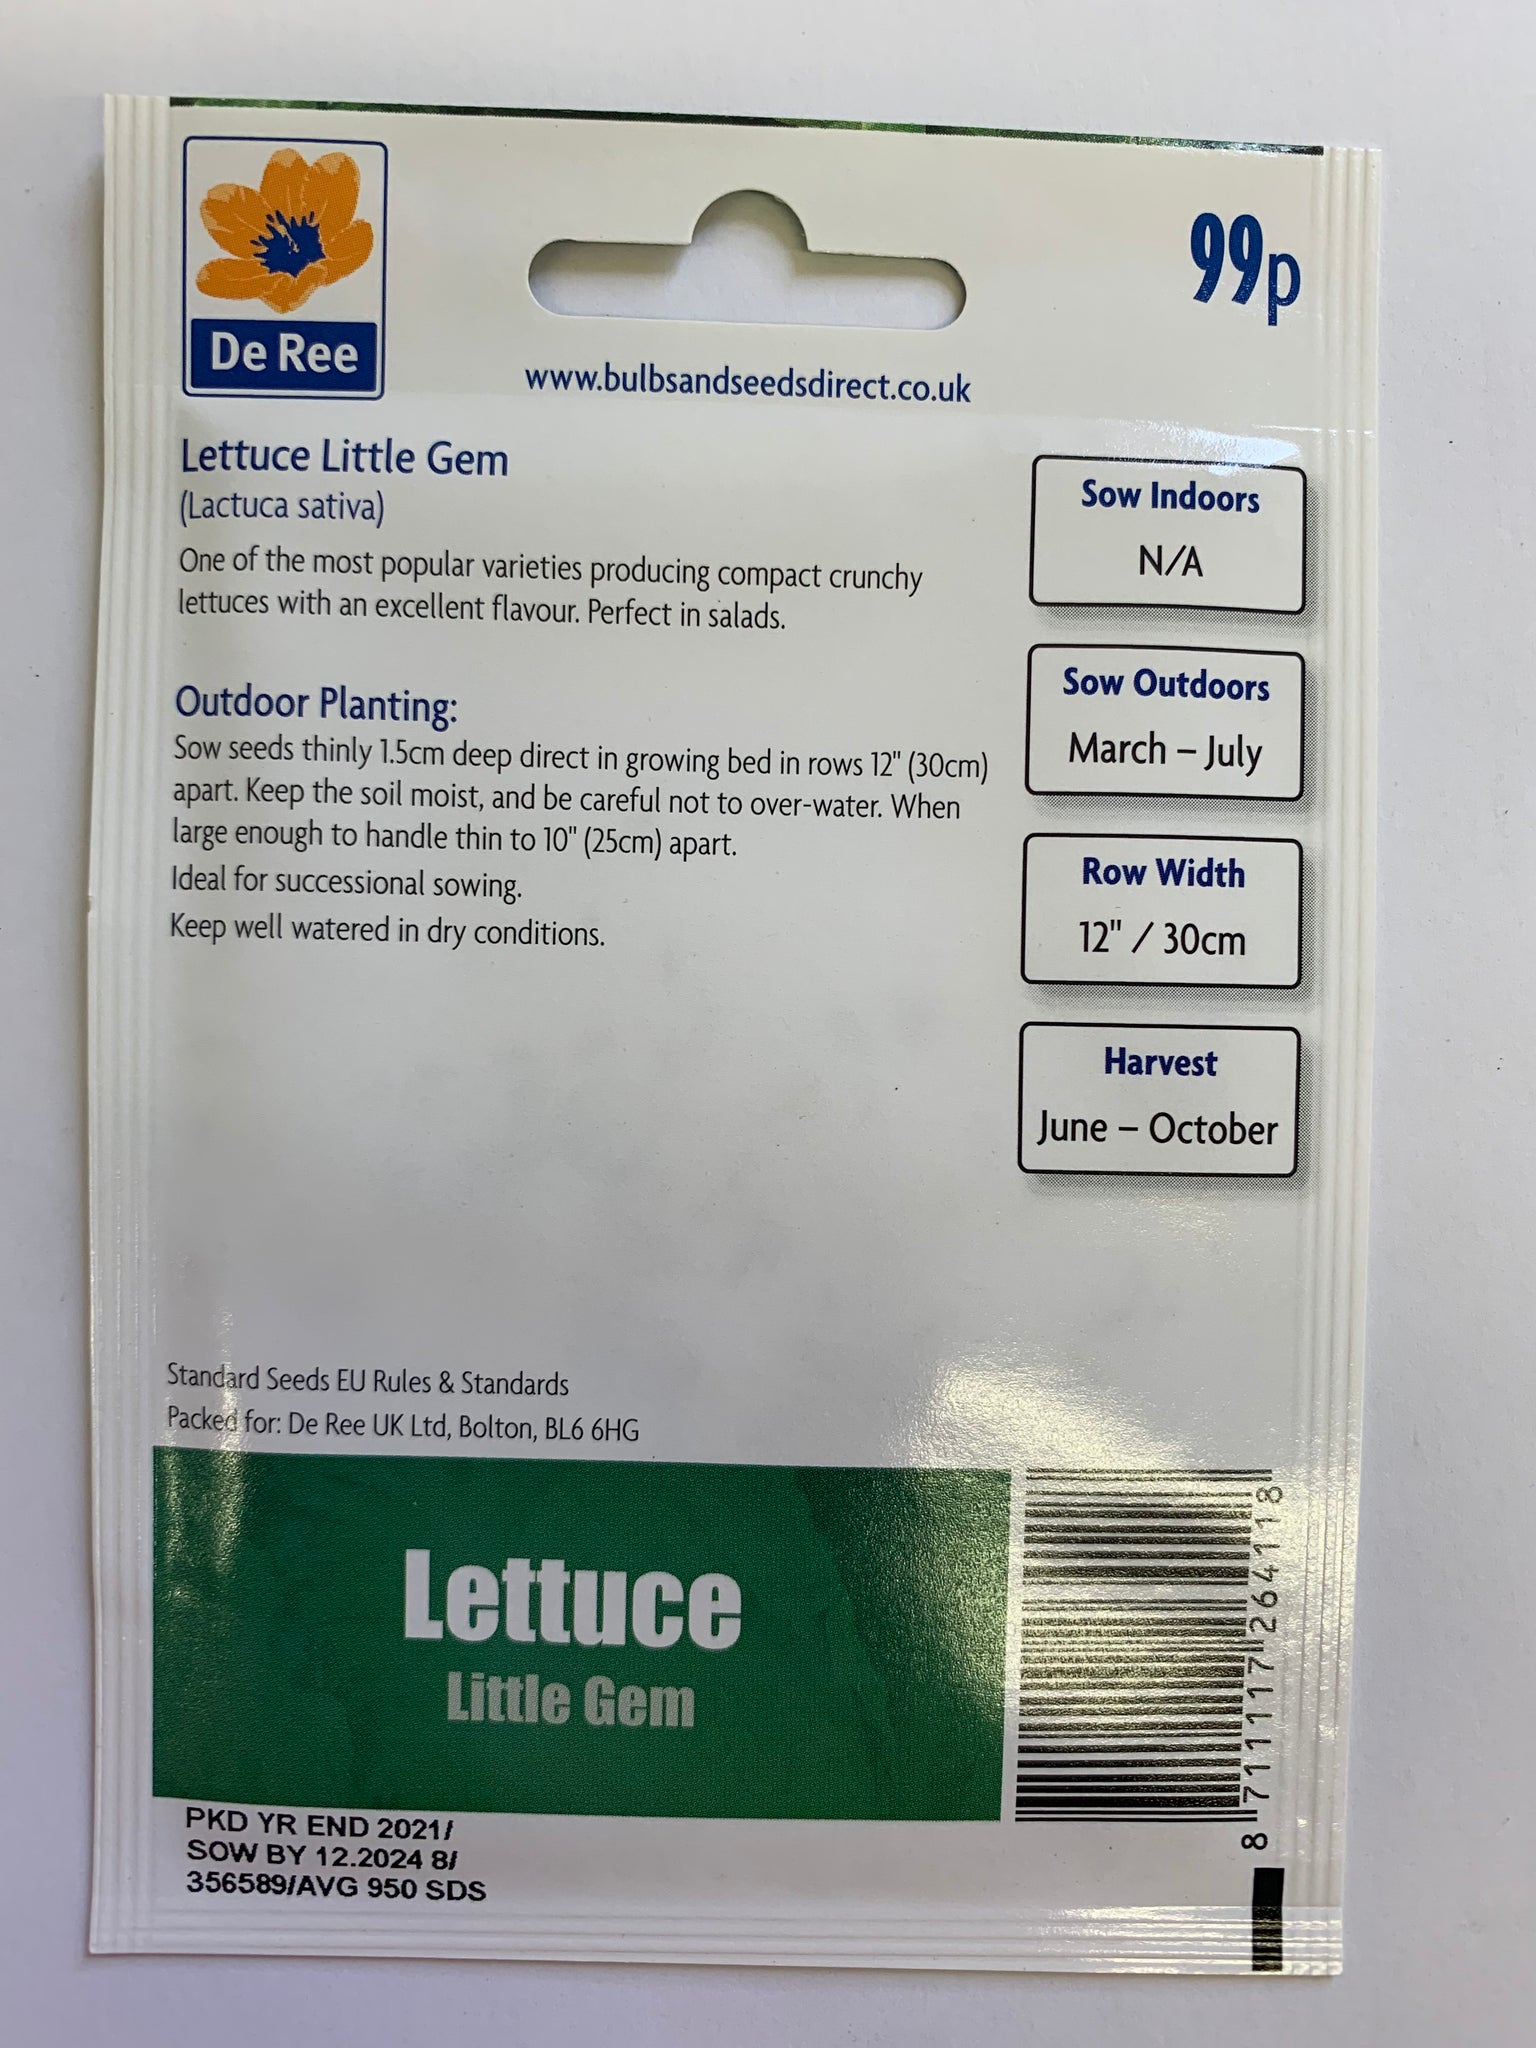 De Ree
99p
www.bulbsandseedsdirect.co.uk
Lettuce Little Gem
(Lactuca sativa)
One of the most popular varieties producing compact crunchy
lettuces with an excellent flavour. Perfect in salads.
Outdoor Planting:
Sow seeds thinly 1.5cm deep direct in growing bed in rows 12" (30cm)
apart. Keep the soil moist, and be careful not to over-water. When
large enough to handle thin to 10" (25cm) apart.
Ideal for successional sowing.
Keep well watered in dry conditions.
Sow Indoors
N/A
Sow Outdoors
March – July
Row Width
12" / 30cm
Harvest
June – October
Standard Seeds EU Rules & Standards
Packed for: De Ree UK Ltd, Bolton, BL6 6HG
Lettuce
Little Gem
8 711117 264118
PKD YR END 2021/
SOW BY 12.2024 8/
356589/AVG 950 SDS